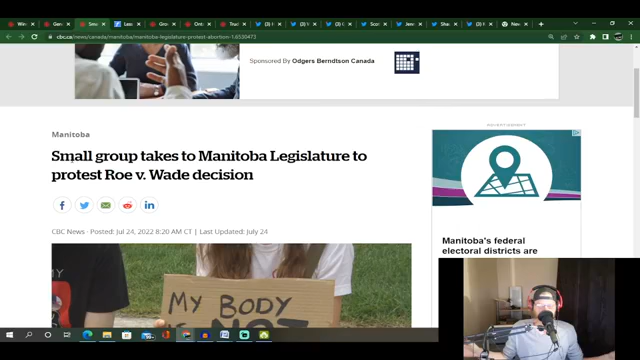 cbc.ca/news/canada/manitoba/manitoba-legislature-protest-abortion-1.6530473
Sponsored By Odgers Berndtson Canada
ADVERTISEMENT
Manitoba
Small group takes to Manitoba Legislature to
protest Roe v. Wade decision
CBC News · Posted: Jul 24, 2022 8:20 AM CT | Last Updated: July 24
Manitoba's federal
electoral districts are
MY BODY